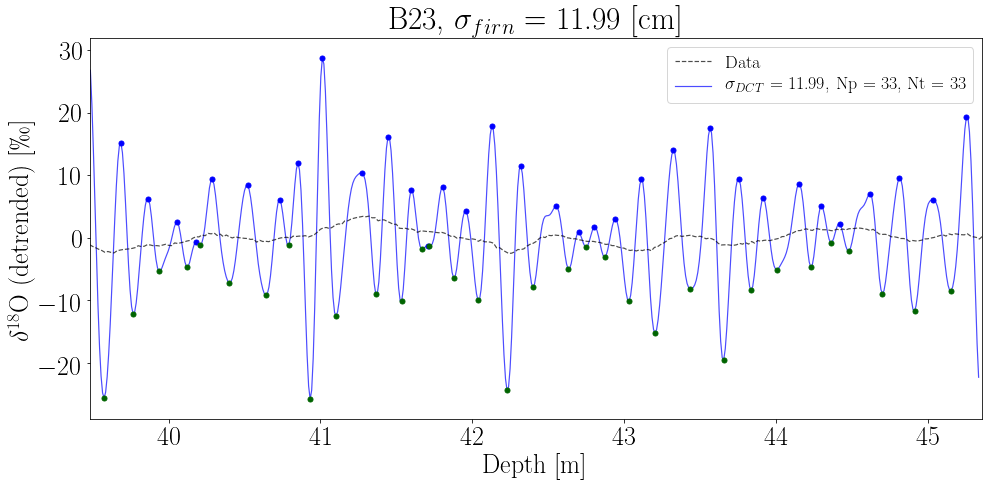 B23, σ_firn = 11.99 [cm]
Data
σ_DCT = 11.99, Np = 33, Nt = 33
δ¹⁸O (detrended) [‰]
30
20
10
0
−10
−20
40 41 42 43 44 45
Depth [m]